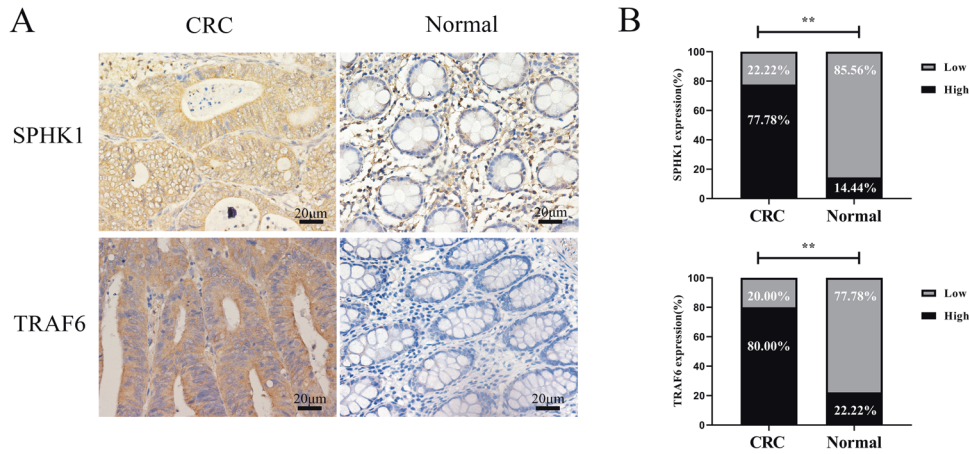 A
CRC
Normal
SPHK1
20μm
20μm
TRAF6
20μm
20μm
B
**
SPHK1 expression(%)
100
80
60
40
20
0
22.22%
85.56%
77.78%
14.44%
Low
High
CRC
Normal
**
TRAF6 expression(%)
100
80
60
40
20
0
20.00%
77.78%
80.00%
22.22%
Low
High
CRC
Normal